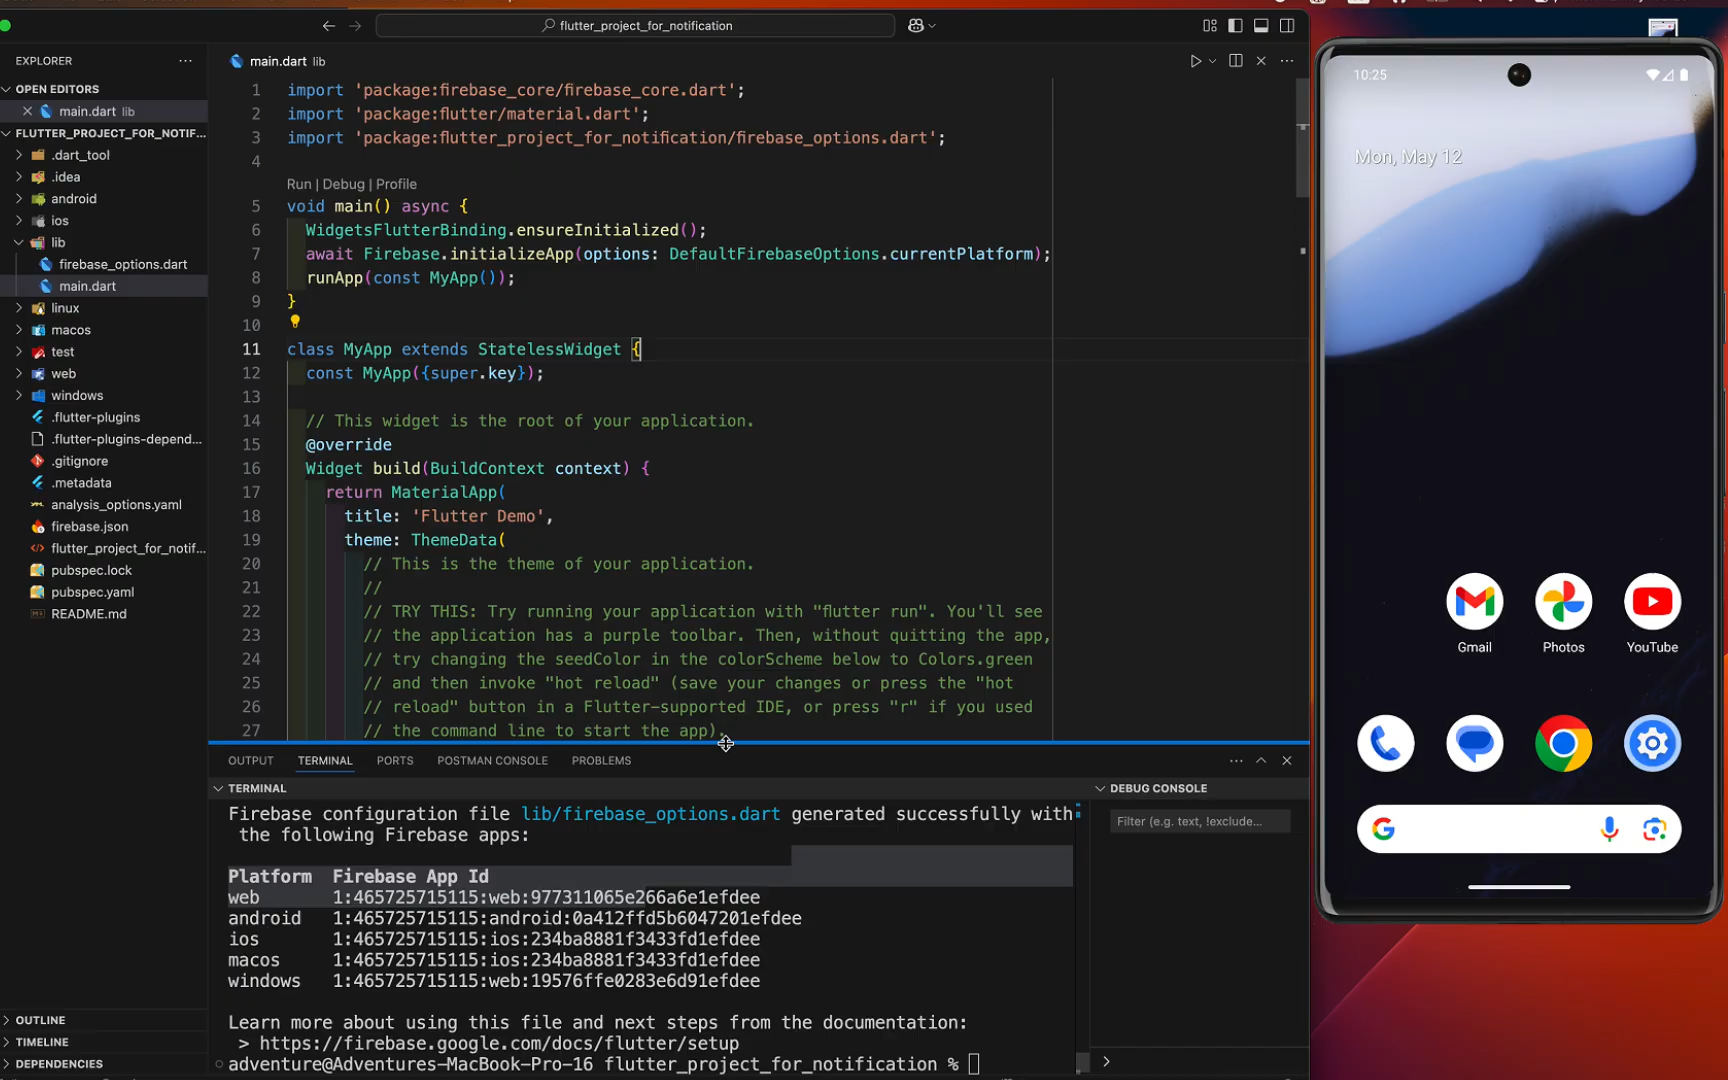 flutter_project_for_notification
EXPLORER
OPEN EDITORS
main.dart lib
FLUTTER_PROJECT_FOR_NOTIF...
.dart_tool
.idea
android
ios
lib
firebase_options.dart
main.dart
linux
macos
test
web
windows
.flutter-plugins
.flutter-plugins-depend...
.gitignore
.metadata
analysis_options.yaml
firebase.json
flutter_project_for_notif...
pubspec.lock
pubspec.yaml
README.md
OUTLINE
TIMELINE
DEPENDENCIES
main.dart lib
1 import 'package:firebase_core/firebase_core.dart';
2 import 'package:flutter/material.dart';
3 import 'package:flutter_project_for_notification/firebase_options.dart';
4
Run | Debug | Profile
5 void main() async {
6 WidgetsFlutterBinding.ensureInitialized();
7 await Firebase.initializeApp(options: DefaultFirebaseOptions.currentPlatform);
8 runApp(const MyApp());
9 }
10
11 class MyApp extends StatelessWidget {
12 const MyApp({super.key});
13
14 // This widget is the root of your application.
15 @override
16 Widget build(BuildContext context) {
17 return MaterialApp(
18 title: 'Flutter Demo',
19 theme: ThemeData(
20 // This is the theme of your application.
21 //
22 // TRY THIS: Try running your application with "flutter run". You'll see
23 // the application has a purple toolbar. Then, without quitting the app,
24 // try changing the seedColor in the colorScheme below to Colors.green
25 // and then invoke "hot reload" (save your changes or press the "hot
26 // reload" button in a Flutter-supported IDE, or press "r" if you used
27 // the command line to start the app).
OUTPUT TERMINAL PORTS POSTMAN CONSOLE PROBLEMS
TERMINAL
Firebase configuration file lib/firebase_options.dart generated successfully with
the following Firebase apps:
Platform Firebase App Id
web 1:465725715115:web:977311065e266a6e1efdee
android 1:465725715115:android:0a412ffd5b6047201efdee
ios 1:465725715115:ios:234ba8881f3433fd1efdee
macos 1:465725715115:ios:234ba8881f3433fd1efdee
windows 1:465725715115:web:19576ffe0283e6d91efdee
Learn more about using this file and next steps from the documentation:
> https://firebase.google.com/docs/flutter/setup
adventure@Adventures-MacBook-Pro-16 flutter_project_for_notification %
DEBUG CONSOLE
Filter (e.g. text, !exclude...
10:25
Mon, May 12
Gmail
Photos
YouTube